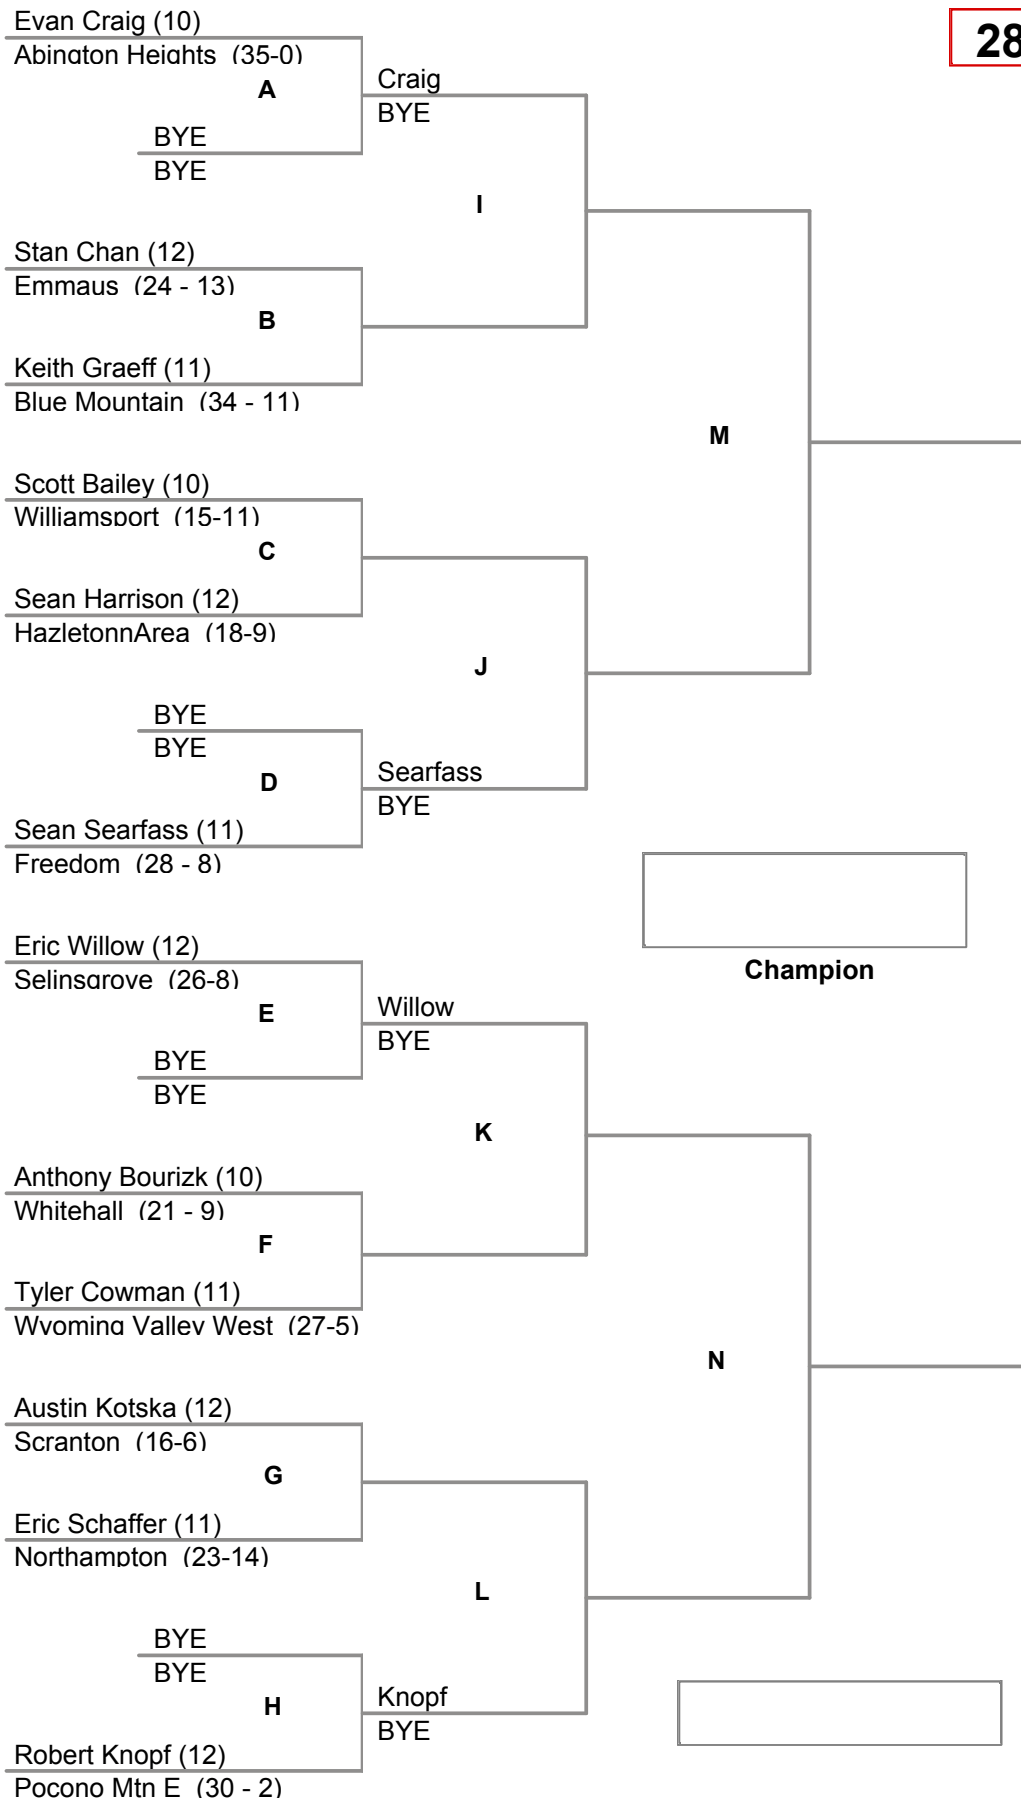 Evan Craig (10)
28
Abington Heights (35-0)
A
Craig
BYE
BYE
BYE
I
Stan Chan (12)
Emmaus (24 - 13)
B
Keith Graeff (11)
Blue Mountain (34 - 11)
M
Scott Bailey (10)
Williamsport (15-11)
C
Sean Harrison (12)
HazletonnArea (18-9)
J
BYE
BYE
D
Searfass
BYE
Sean Searfass (11)
Freedom (28 - 8)
Eric Willow (12)
Champion
Selinsgrove (26-8)
E
Willow
BYE
BYE
BYE
K
Anthony Bourizk (10)
Whitehall (21 - 9)
F
Tyler Cowman (11)
Wyoming Valley West (27-5)
N
Austin Kotska (12)
Scranton (16-6)
G
Eric Schaffer (11)
Northampton (23-14)
L
BYE
BYE
H
Knopf
BYE
Robert Knopf (12)
Pocono Mtn E (30 - 2)